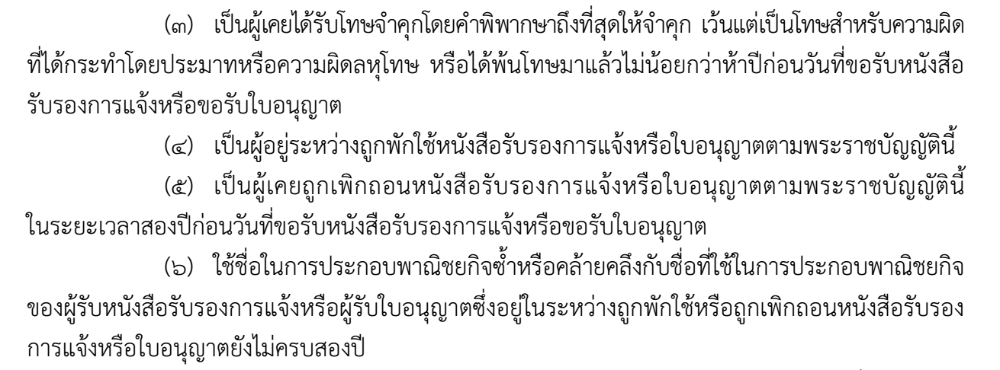 (๓) เป็นผู้เคยได้รับโทษจำคุกโดยคำพิพากษาถึงที่สุดให้จำคุก เว้นแต่เป็นโทษสำหรับความผิด
ที่ได้กระทำโดยประมาทหรือความผิดลหุโทษ หรือได้พ้นโทษมาแล้วไม่น้อยกว่าห้าปีก่อนวันที่ขอรับหนังสือ
รับรองการแจ้งหรือขอรับใบอนุญาต
(๔) เป็นผู้อยู่ระหว่างถูกพักใช้หนังสือรับรองการแจ้งหรือใบอนุญาตตามพระราชบัญญัตินี้
(๕) เป็นผู้เคยถูกเพิกถอนหนังสือรับรองการแจ้งหรือใบอนุญาตตามพระราชบัญญัตินี้
ในระยะเวลาสองปีก่อนวันที่ขอรับหนังสือรับรองการแจ้งหรือขอรับใบอนุญาต
(๖) ใช้ชื่อในการประกอบพาณิชยกิจซ้ำหรือคล้ายคลึงกับชื่อที่ใช้ในการประกอบพาณิชยกิจ
ของผู้รับหนังสือรับรองการแจ้งหรือผู้รับใบอนุญาตซึ่งอยู่ในระหว่างถูกพักใช้หรือถูกเพิกถอนหนังสือรับรอง
การแจ้งหรือใบอนุญาตยังไม่ครบสองปี